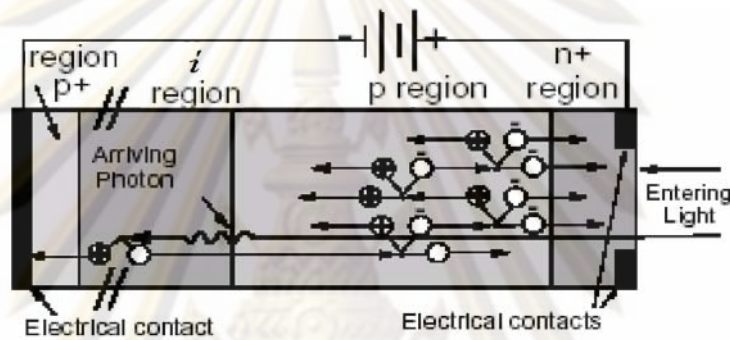 - +
region
p+
i
region
p region
n+
region
Arriving
Photon
Entering
Light
Electrical contact
Electrical contacts